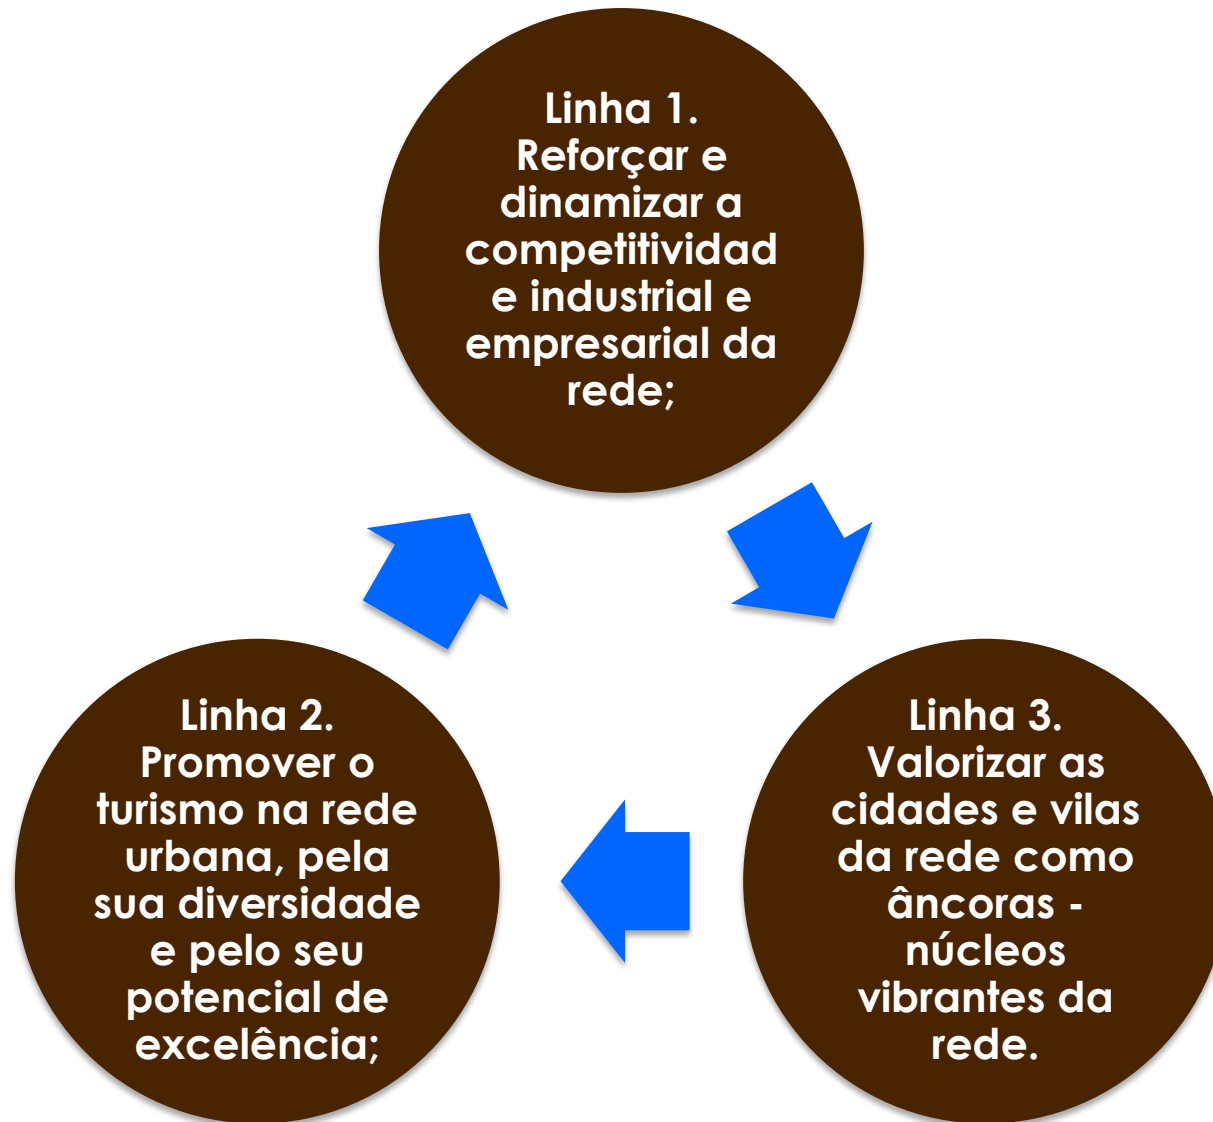 Linha 1.
Reforçar e
dinamizar a
competitividad
e industrial e
empresarial da
rede;
Linha 2.
Promover o
turismo na rede
urbana, pela
sua diversidade
e pelo seu
potencial de
excelência;
Linha 3.
Valorizar as
cidades e vilas
da rede como
âncoras -
núcleos
vibrantes da
rede.